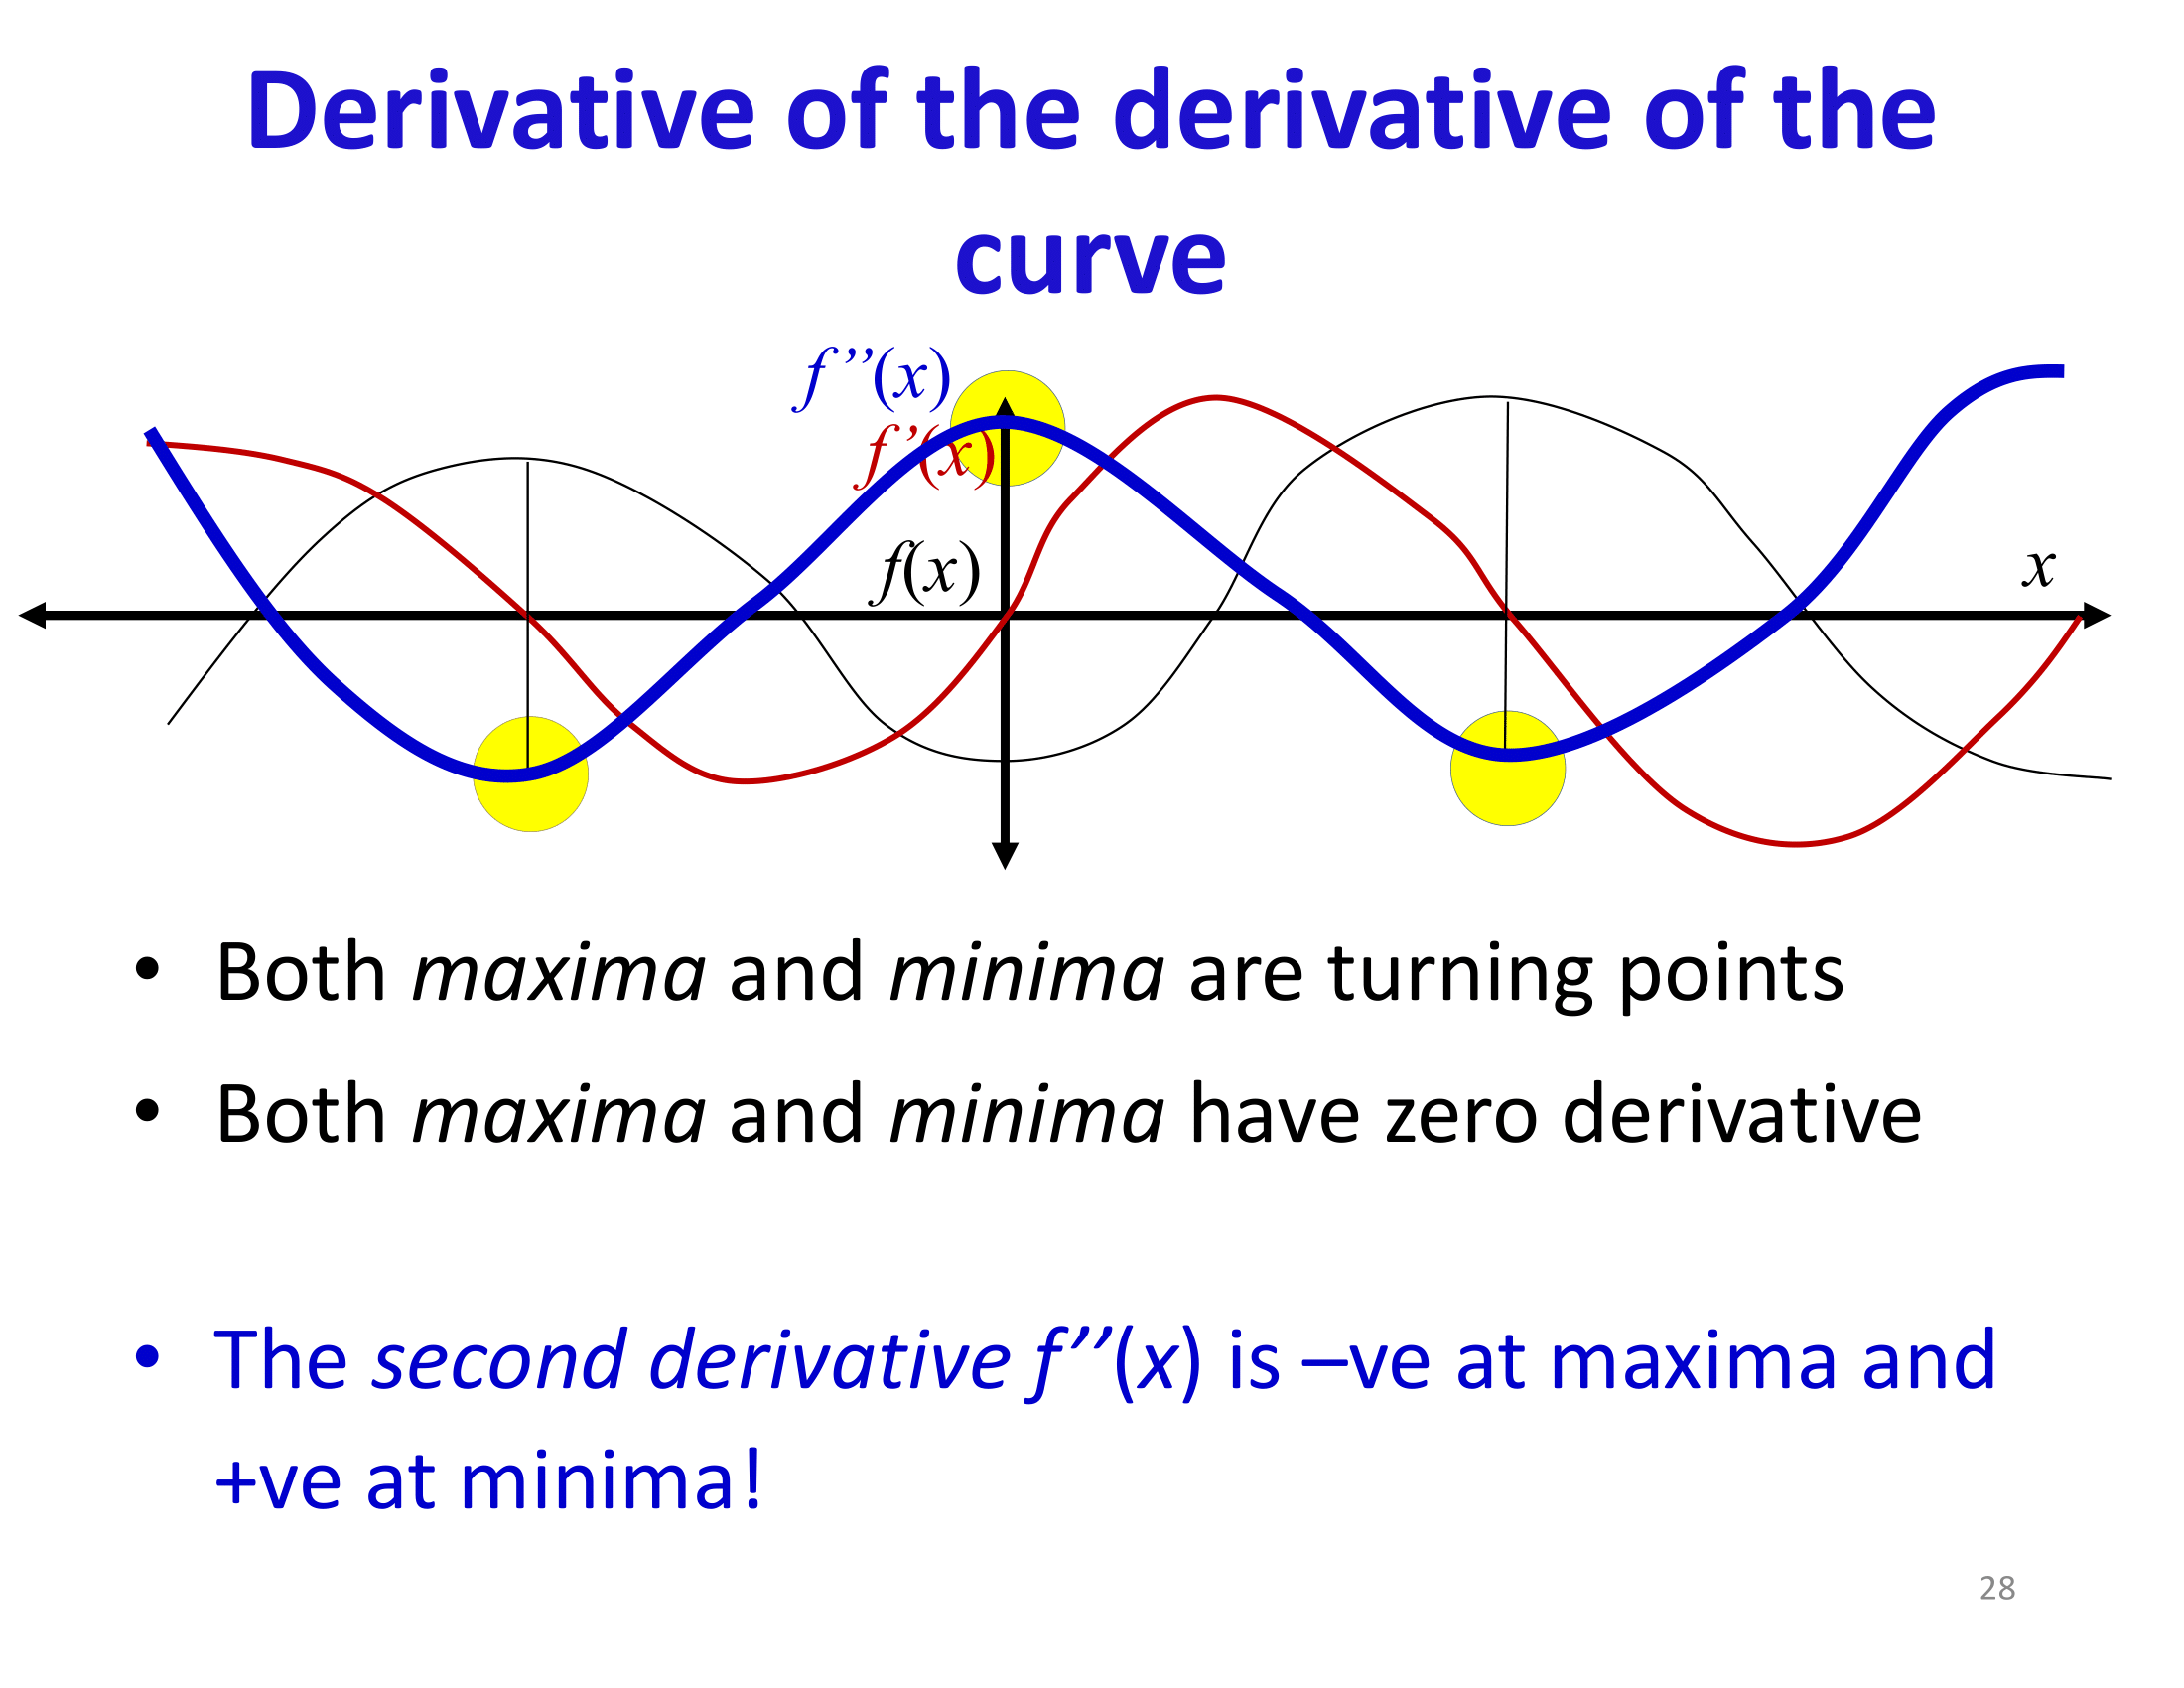 Derivative of the derivative of the
curve
f ’’(x)
f’(x)
f(x)
x
• Both maxima and minima are turning points
• Both maxima and minima have zero derivative
• The second derivative f’’(x) is –ve at maxima and
+ve at minima!
28